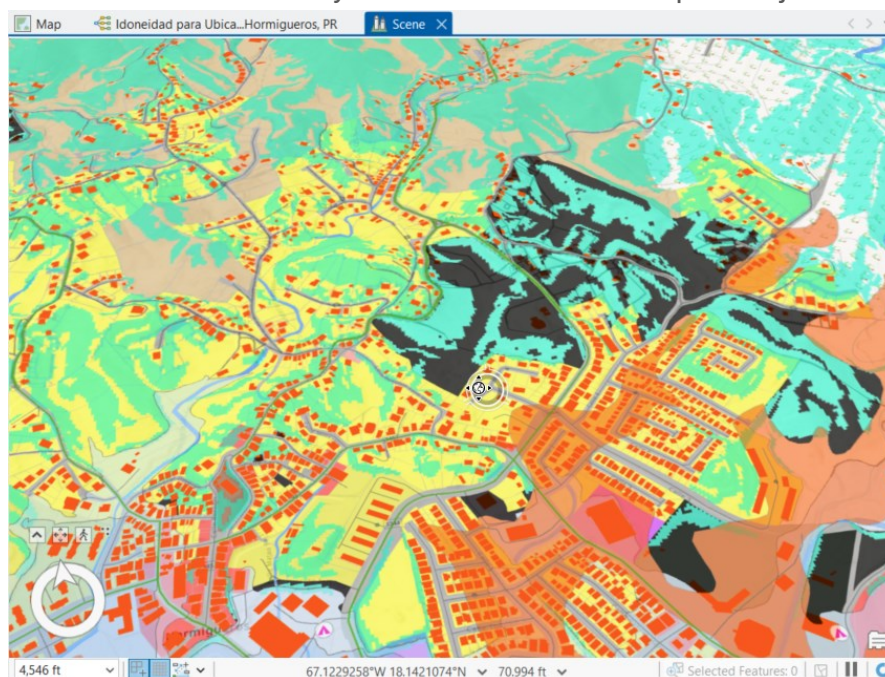 Map
Idoneidad para Ubica...Hormigueros, PR
Scene
4,546 ft
67.1229258°W 18.1421074°N
70.994 ft
Selected Features: 0